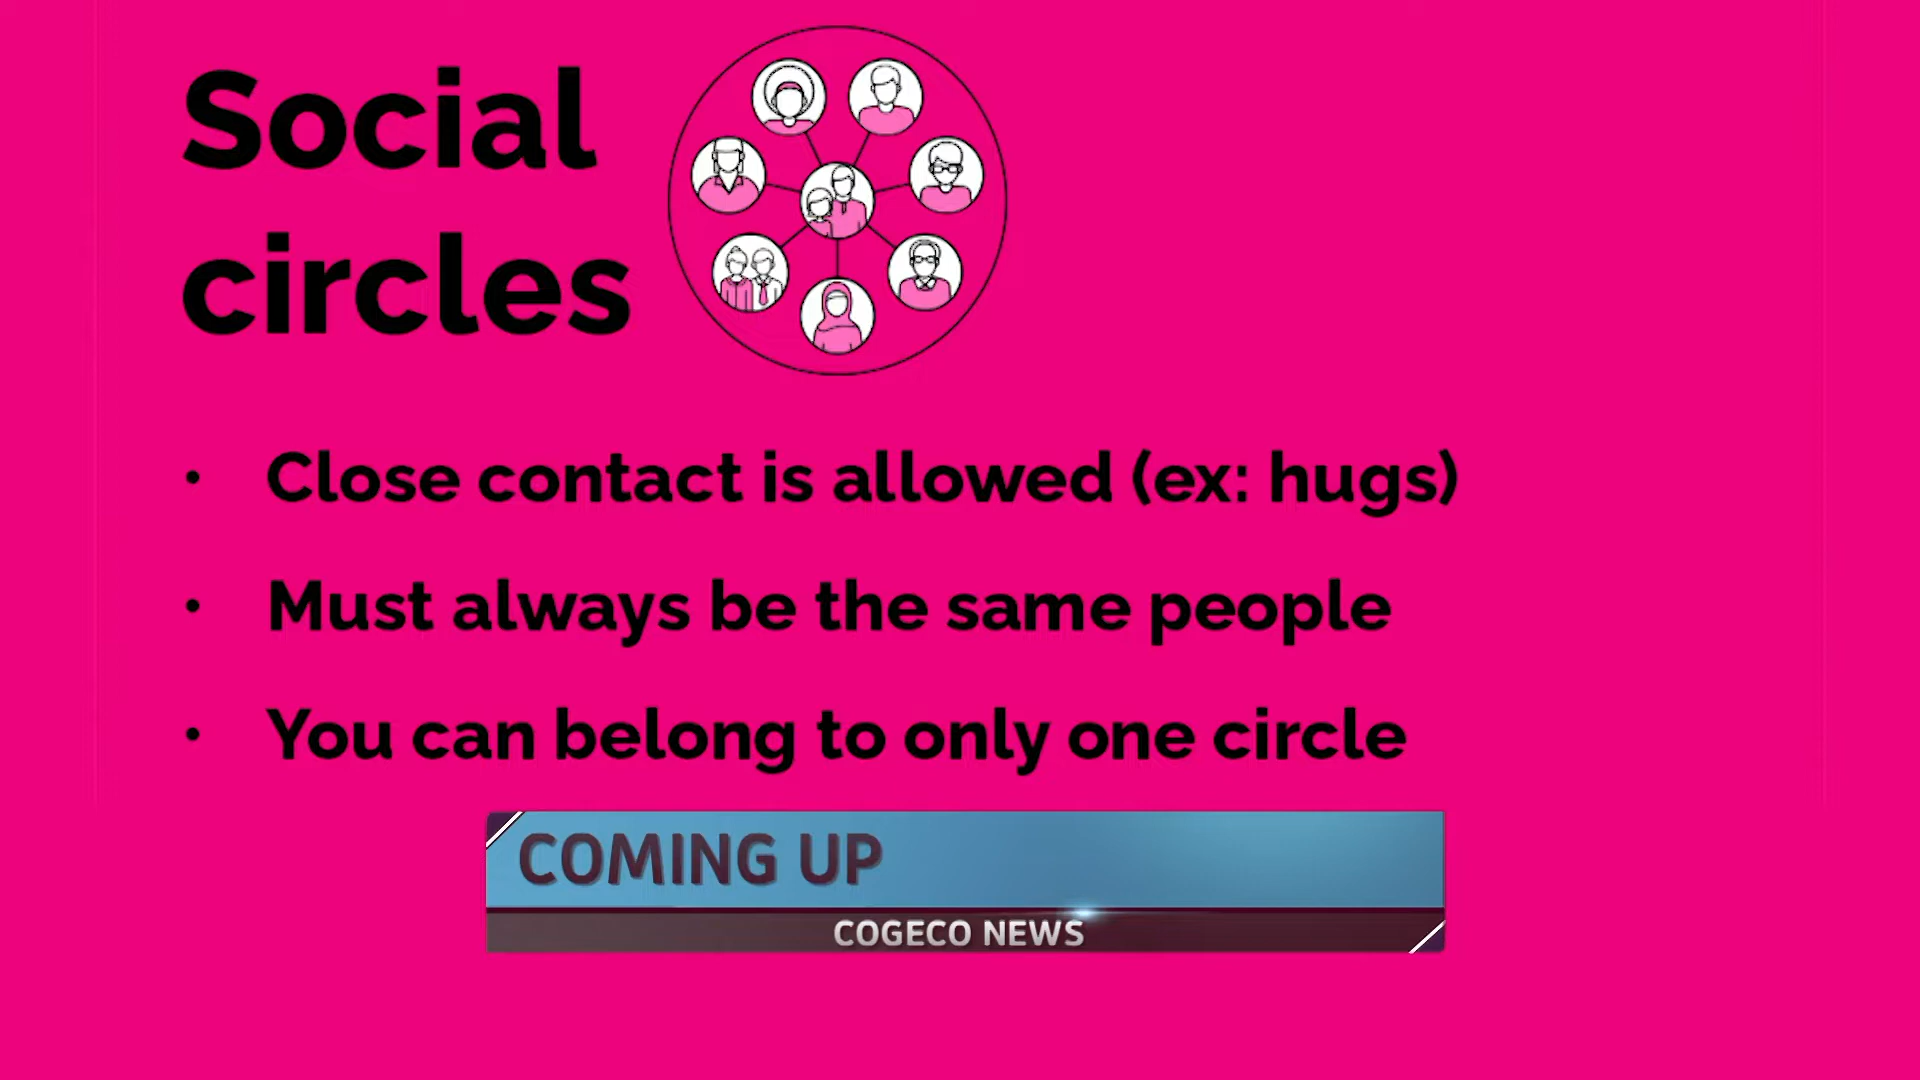 Social
circles
• Close contact is allowed (ex: hugs)
• Must always be the same people
• You can belong to only one circle
COMING UP
COGECO NEWS